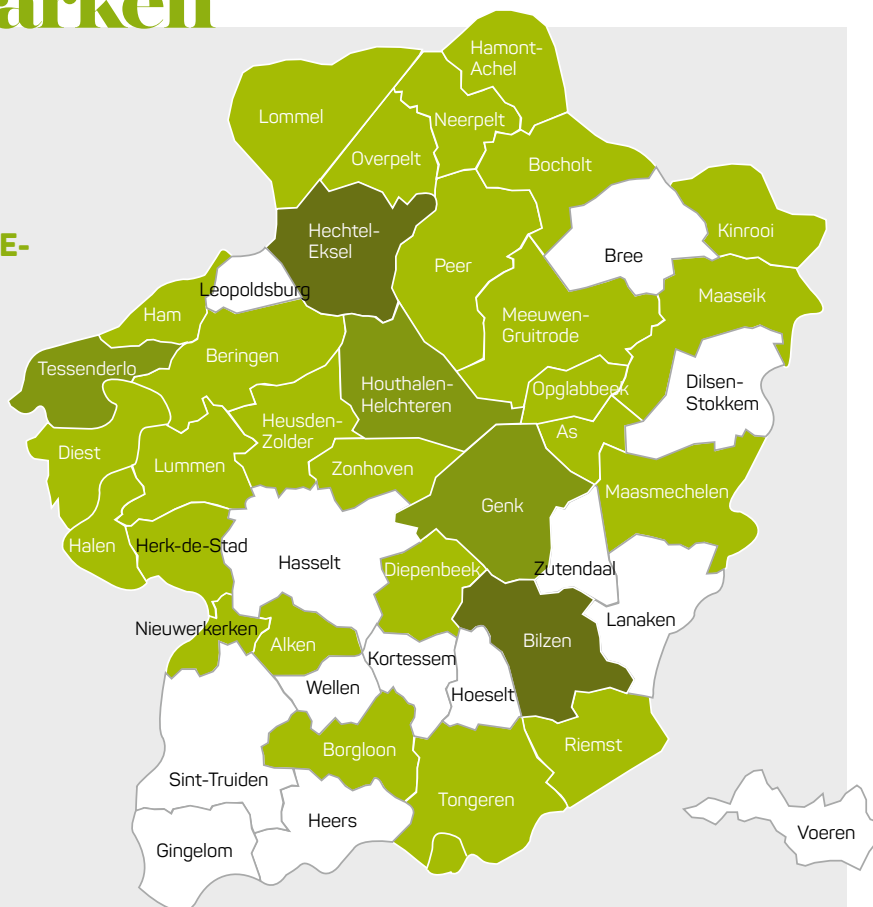 arken
E-
Hamont-
Achel
Lommel
Neerpelt
Overpelt
Bocholt
Hechtel-
Eksel
Kinrooi
Bree
Peer
Leopoldsburg
Maaseik
Ham
Meeuwen-
Gruitrode
Beringen
Tessenderlo
Houthalen-
Helchteren
Opglabbeek
Dilsen-
Stokkem
Heusden-
Zolder
As
Diest
Lummen
Zonhoven
Maasmechelen
Genk
Halen
Herk-de-Stad
Hasselt
Diepenbeek
Zutendaal
Lanaken
Nieuwerkerken
Alken
Bilzen
Kortessem
Wellen
Hoeselt
Borgloon
Riemst
Sint-Truiden
Tongeren
Heers
Voeren
Gingelom